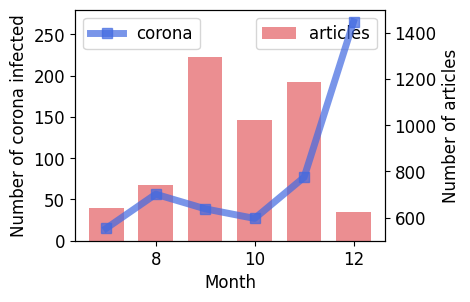 corona
articles
Number of corona infected
250
200
150
100
50
0
1400
1200
1000
800
600
Number of articles
8
10
12
Month